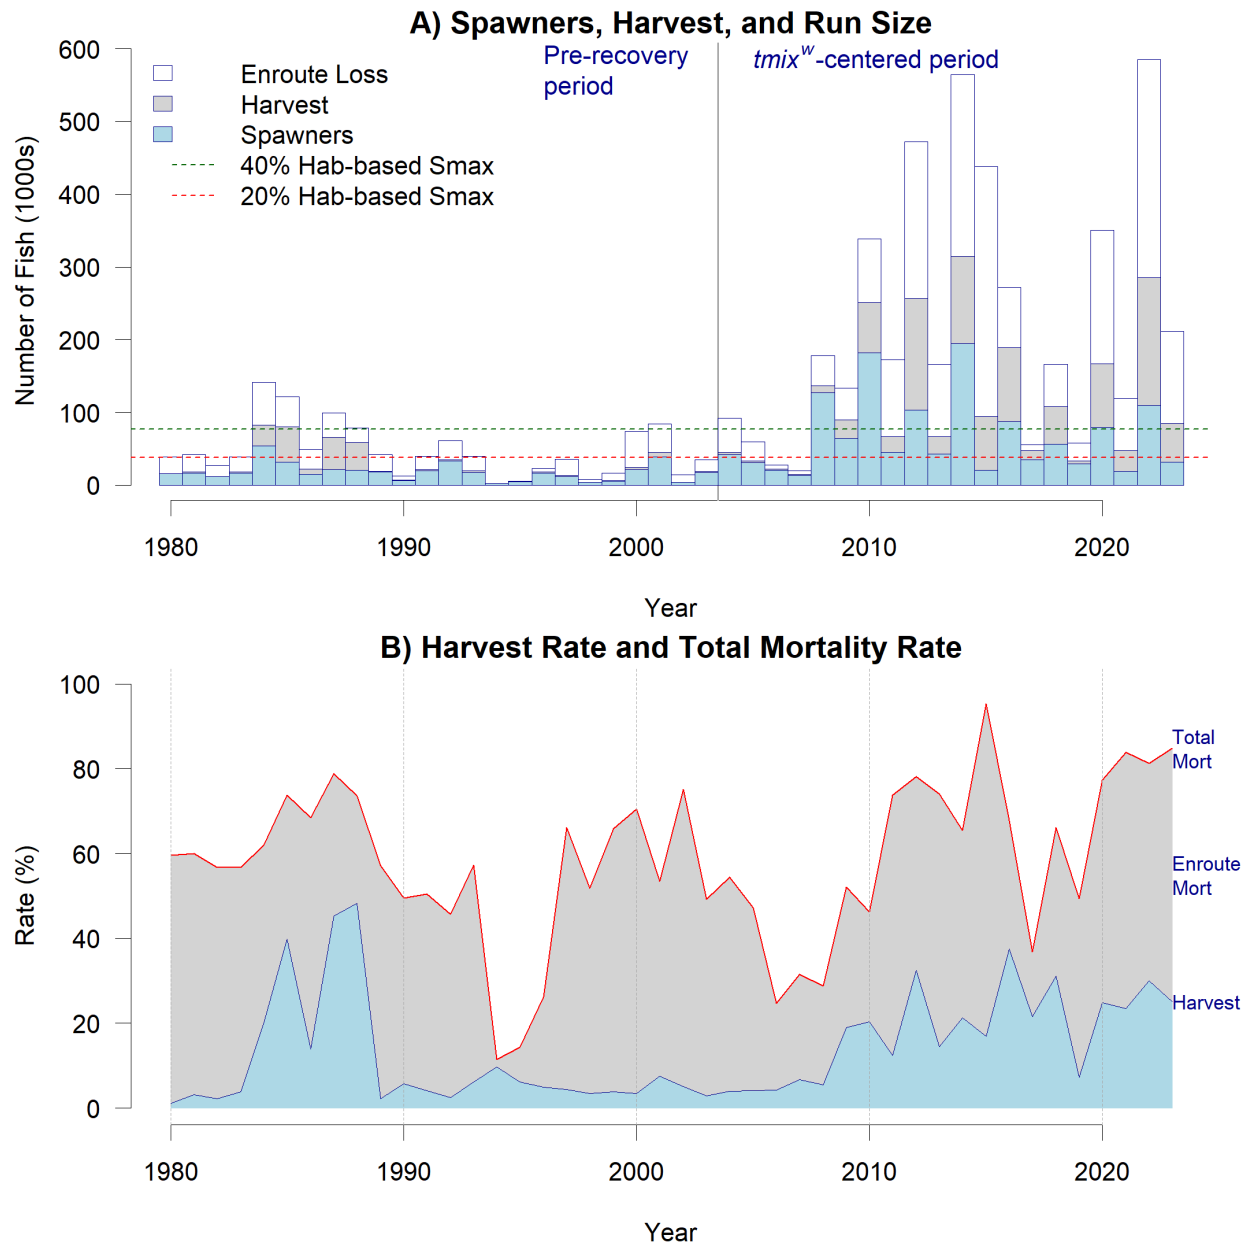 A) Spawners, Harvest, and Run Size
Number of Fish (1000s)
600
500
400
300
200
100
0
Enroute Loss
Harvest
Spawners
40% Hab-based Smax
20% Hab-based Smax
Pre-recovery
period
tmixʷ-centered period
1980 1990 2000 2010 2020
Year
B) Harvest Rate and Total Mortality Rate
Rate (%)
100
80
60
40
20
0
Total
Mort
Enroute
Mort
Harvest
1980 1990 2000 2010 2020
Year